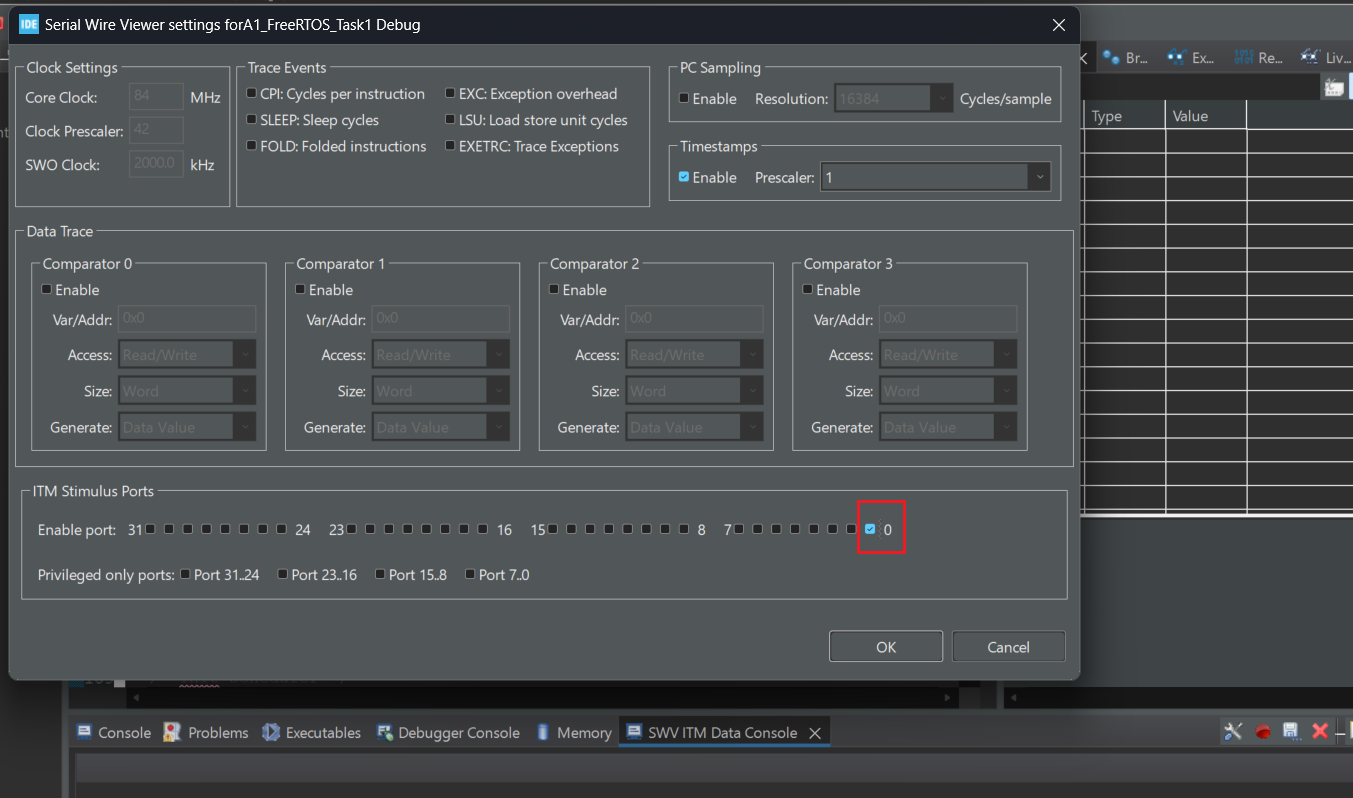 IDE Serial Wire Viewer settings forA1_FreeRTOS_Task1 Debug
Clock Settings
Core Clock: 84 MHz
Clock Prescaler: 42
SWO Clock: 2000.0 kHz
Trace Events
CPI: Cycles per instruction EXC: Exception overhead
SLEEP: Sleep cycles LSU: Load store unit cycles
FOLD: Folded instructions EXETRC: Trace Exceptions
PC Sampling
Enable Resolution: 16384 Cycles/sample
Timestamps
Enable Prescaler: 1
Br... Ex... Re... Liv...
Type Value
Data Trace
Comparator 0 Comparator 1 Comparator 2 Comparator 3
Enable Enable Enable Enable
Var/Addr: 0x0 Var/Addr: 0x0 Var/Addr: 0x0 Var/Addr: 0x0
Access: Read/Write Access: Read/Write Access: Read/Write Access: Read/Write
Size: Word Size: Word Size: Word Size: Word
Generate: Data Value Generate: Data Value Generate: Data Value Generate: Data Value
ITM Stimulus Ports
Enable port: 31 24 23 16 15 8 7 0
Privileged only ports: Port 31..24 Port 23..16 Port 15..8 Port 7..0
OK Cancel
Console Problems Executables Debugger Console Memory SWV ITM Data Console